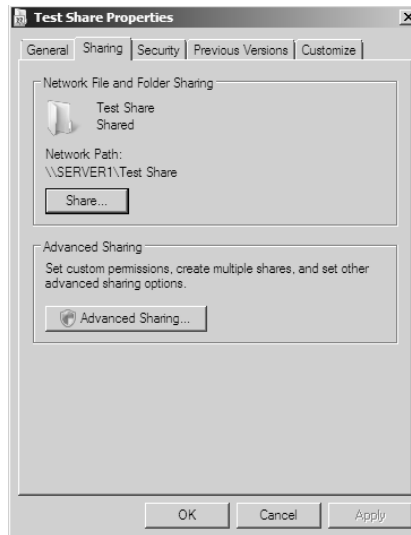 Test Share Properties
General Sharing Security Previous Versions Customize
Network File and Folder Sharing
Test Share
Shared
Network Path:
\\SERVER1\Test Share
Share...
Advanced Sharing
Set custom permissions, create multiple shares, and set other
advanced sharing options.
Advanced Sharing...
OK Cancel Apply